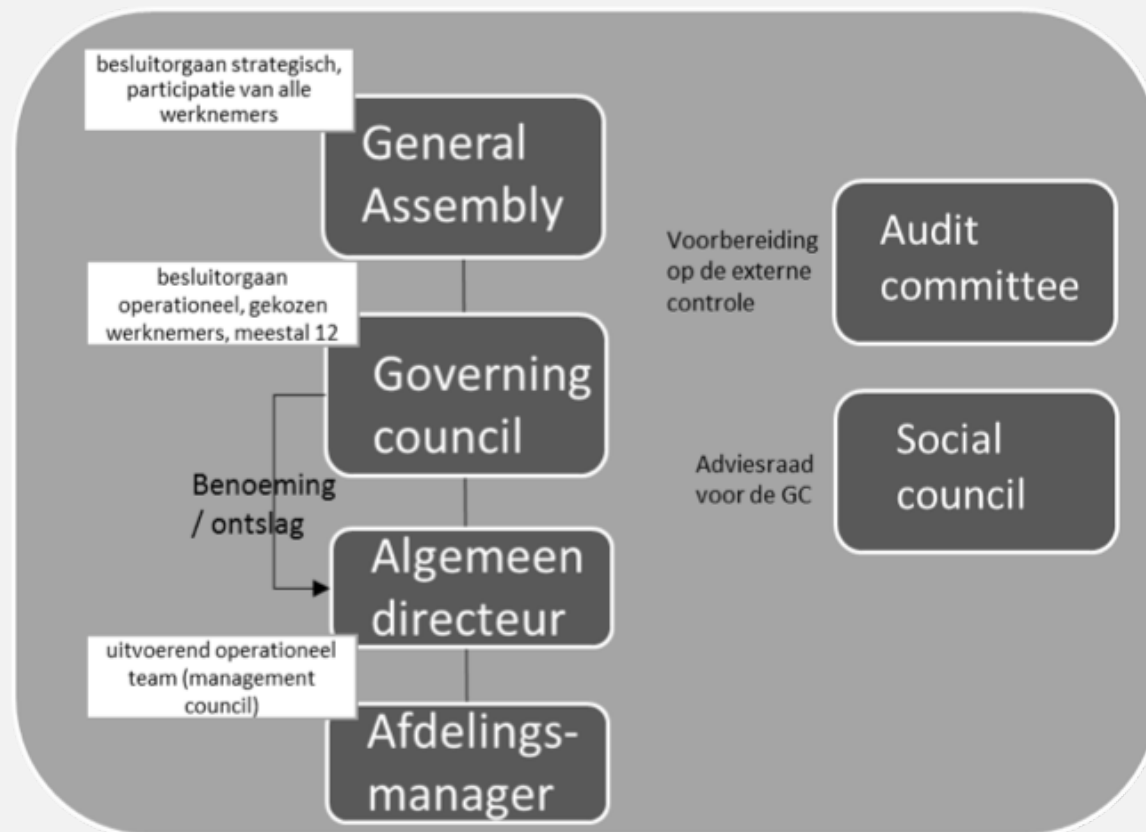 besluitorgaan strategisch,
participatie van alle
werknemers
General
Assembly
besluitorgaan
operationeel, gekozen
werknemers, meestal 12
Governing
council
Benoeming
/ ontslag
Algemeen
directeur
uitvoerend operationeel
team (management
council)
Afdelings-
manager
Voorbereiding
op de externe
controle
Audit
committee
Adviesraad
voor de GC
Social
council